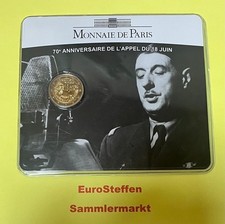 MONNAIE DE PARIS
70e ANNIVERSAIRE DE L'APPEL DU 18 JUIN
EuroSteffen
Sammlermarkt